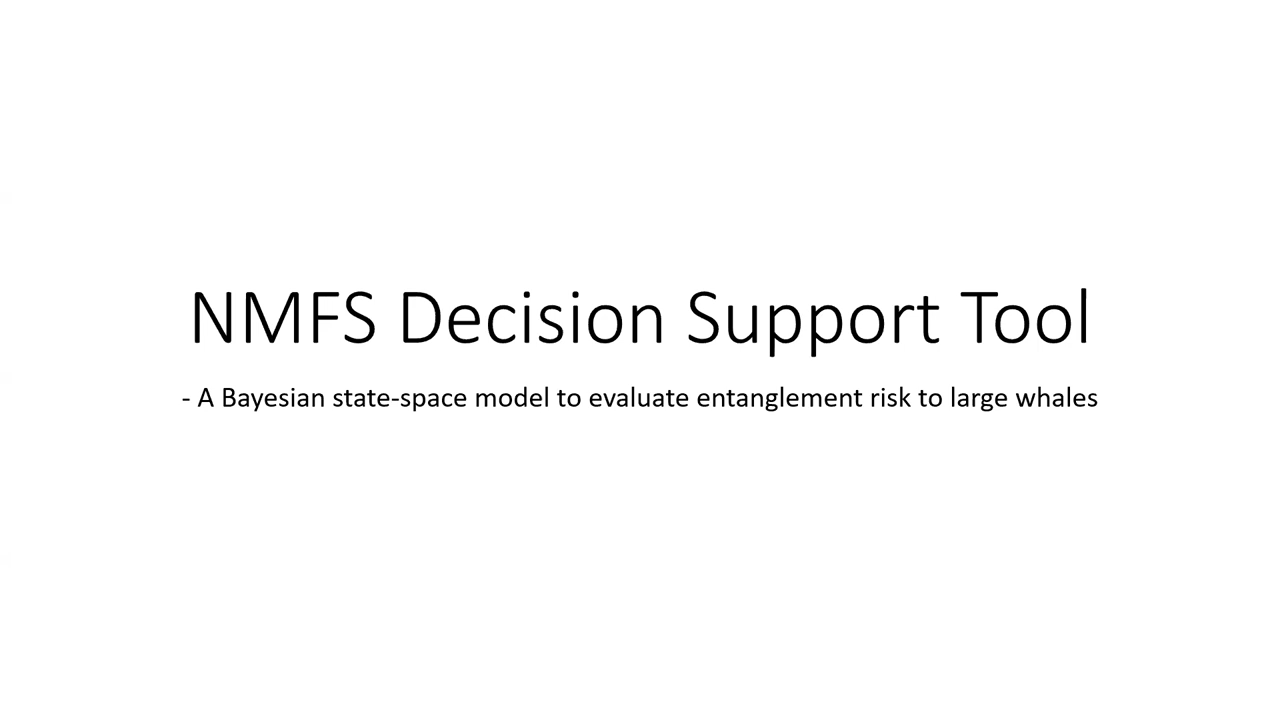 NMFS Decision Support Tool
- A Bayesian state-space model to evaluate entanglement risk to large whales